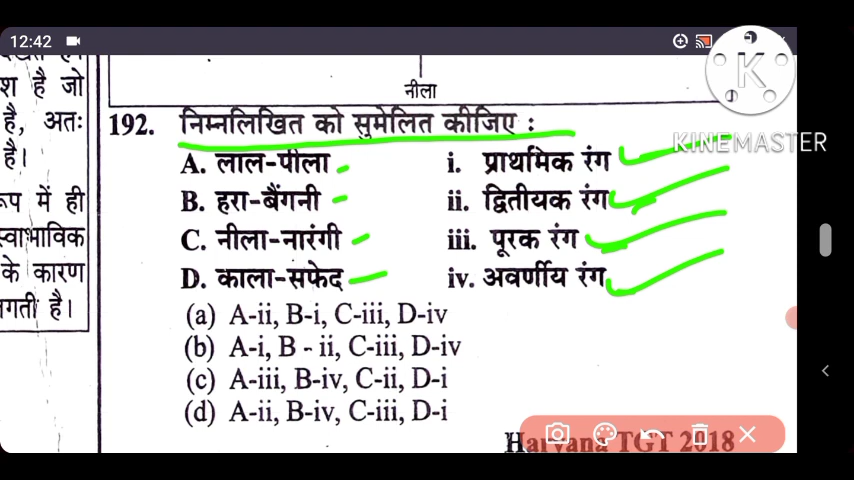 12:42
KINEMASTER
श है जो
है, अतः
है।
रूप में ही
स्वाभाविक
के कारण
गती है।
नीला
192. निम्नलिखित को सुमेलित कीजिए :
A. लाल-पीला i. प्राथमिक रंग
B. हरा-बैंगनी ii. द्वितीयक रंग
C. नीला-नारंगी iii. पूरक रंग
D. काला-सफेद iv. अवर्णीय रंग
(a) A-ii, B-i, C-iii, D-iv
(b) A-i, B - ii, C-iii, D-iv
(c) A-iii, B-iv, C-ii, D-i
(d) A-ii, B-iv, C-iii, D-i
Haryana TGT 2018